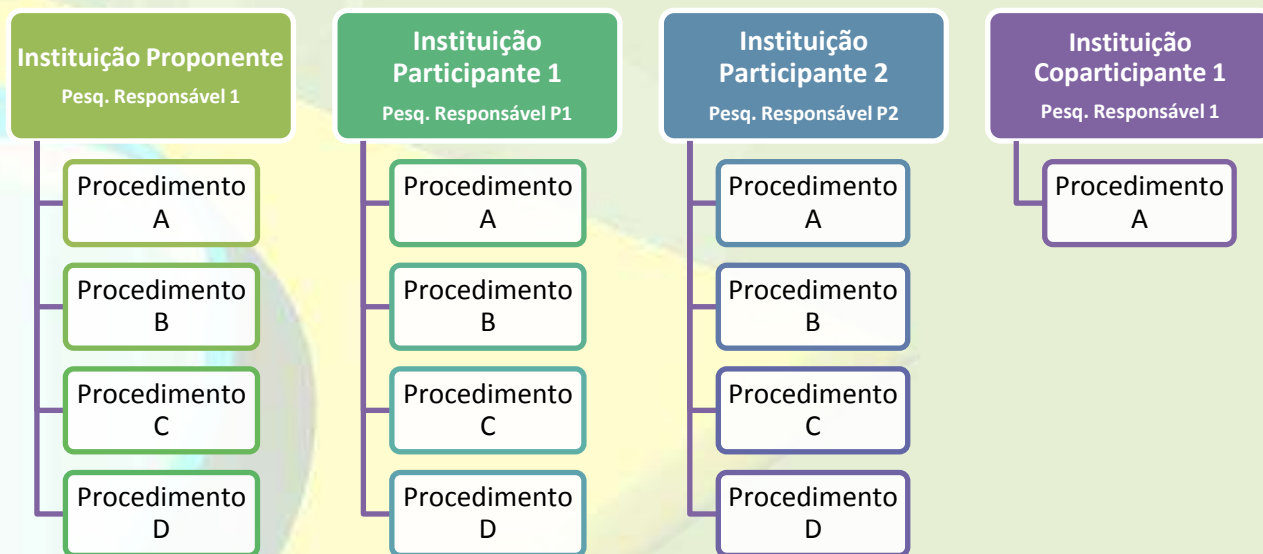 Instituição Proponente
Pesq. Responsável 1
Procedimento
A
Procedimento
B
Procedimento
C
Procedimento
D
Instituição
Participante 1
Pesq. Responsável P1
Procedimento
A
Procedimento
B
Procedimento
C
Procedimento
D
Instituição
Participante 2
Pesq. Responsável P2
Procedimento
A
Procedimento
B
Procedimento
C
Procedimento
D
Instituição
Coparticipante 1
Pesq. Responsável 1
Procedimento
A